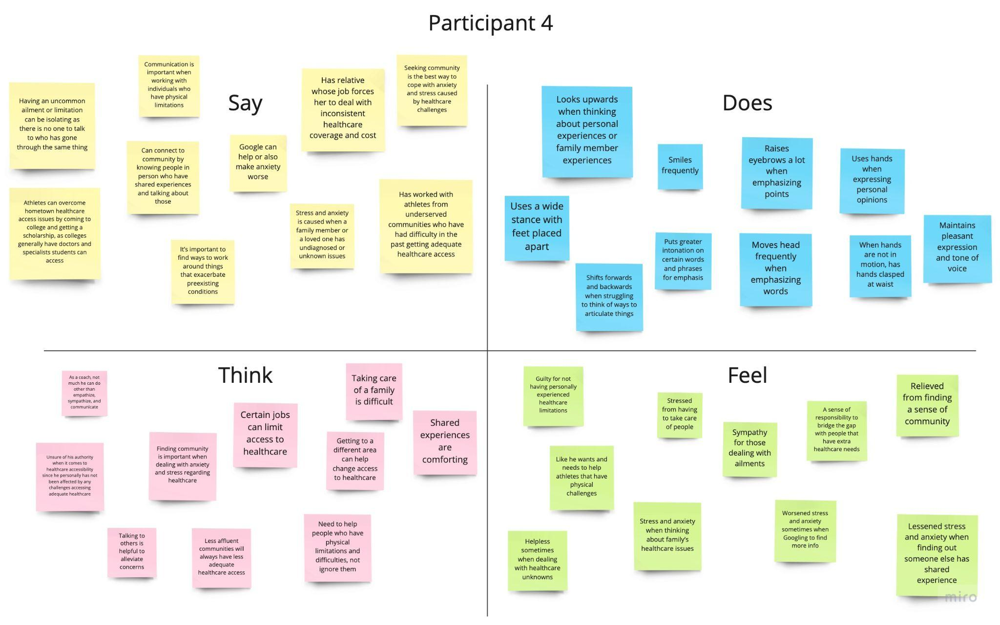 Participant 4
Say
Having an uncommon
ailment or limitation
can be isolating as
there is no one to talk
to who has gone
through the same thing
Communication is
important when
working with
individuals who
have physical
limitations
Has relative
whose job forces
her to deal with
inconsistent
healthcare
coverage and cost
Seeking community
is the best way to
cope with anxiety
and stress caused
by healthcare
challenges
Can connect to
community by
knowing people in
person who have
shared experiences
and talking about
those
Google can
help or also
make anxiety
worse
Athletes can overcome
hometown healthcare
access issues by coming to
college and getting a
scholarship, as colleges
generally have doctors and
specialists students can
access
It's important to
find ways to work
around things
that exacerbate
preexisting
conditions
Stress and anxiety
is caused when a
family member or
a loved one has
undiagnosed or
unknown issues
Has worked with
athletes from
underserved
communities who have
had difficulty in the
past getting adequate
healthcare access
Does
Looks upwards
when thinking
about personal
experiences or
family member
experiences
Smiles
frequently
Raises
eyebrows a lot
when
emphasizing
points
Uses hands
when
expressing
personal
opinions
Uses a wide
stance with
feet placed
apart
Shifts forwards
and backwards
when struggling
to think of ways to
articulate things
Puts greater
intonation on
certain words
and phrases
for emphasis
Moves head
frequently
when
emphasizing
words
When hands
are not in
motion, has
hands clasped
at waist
Maintains
pleasant
expression
and tone of
voice
Think
As a coach, not
much he can do
other than
empathize,
sympathize, and
communicate
Taking care
of a family
is difficult
Certain jobs
can limit
access to
healthcare
Shared
experiences
are
comforting
Unsure of his authority
when it comes to
healthcare accessibility
since he personally has not
been affected by any
challenges accessing
adequate healthcare
Finding community
is important when
dealing with anxiety
and stress regarding
healthcare
Getting to a
different area
can help
change access
to healthcare
Talking to
others is
helpful to
alleviate
concerns
Less affluent
communities will
always have less
adequate
healthcare access
Need to help
people who have
physical
limitations and
difficulties, not
ignore them
Feel
Guilty for not
having personally
experienced
healthcare
limitations
Stressed
from having
to take care
of people
Sympathy
for those
dealing with
ailments
A sense of
responsibility to
bridge the gap
with people that
have extra
healthcare needs
Relieved
from finding
a sense of
community
Like he wants and
needs to help
athletes that have
physical
challenges
Helpless
sometimes
when dealing
with healthcare
unknowns
Stress and anxiety
when thinking
about family's
healthcare issues
Worsened stress
and anxiety
sometimes when
Googling to find
more info
Lessened stress
and anxiety when
finding out
someone else has
shared
experience
miro